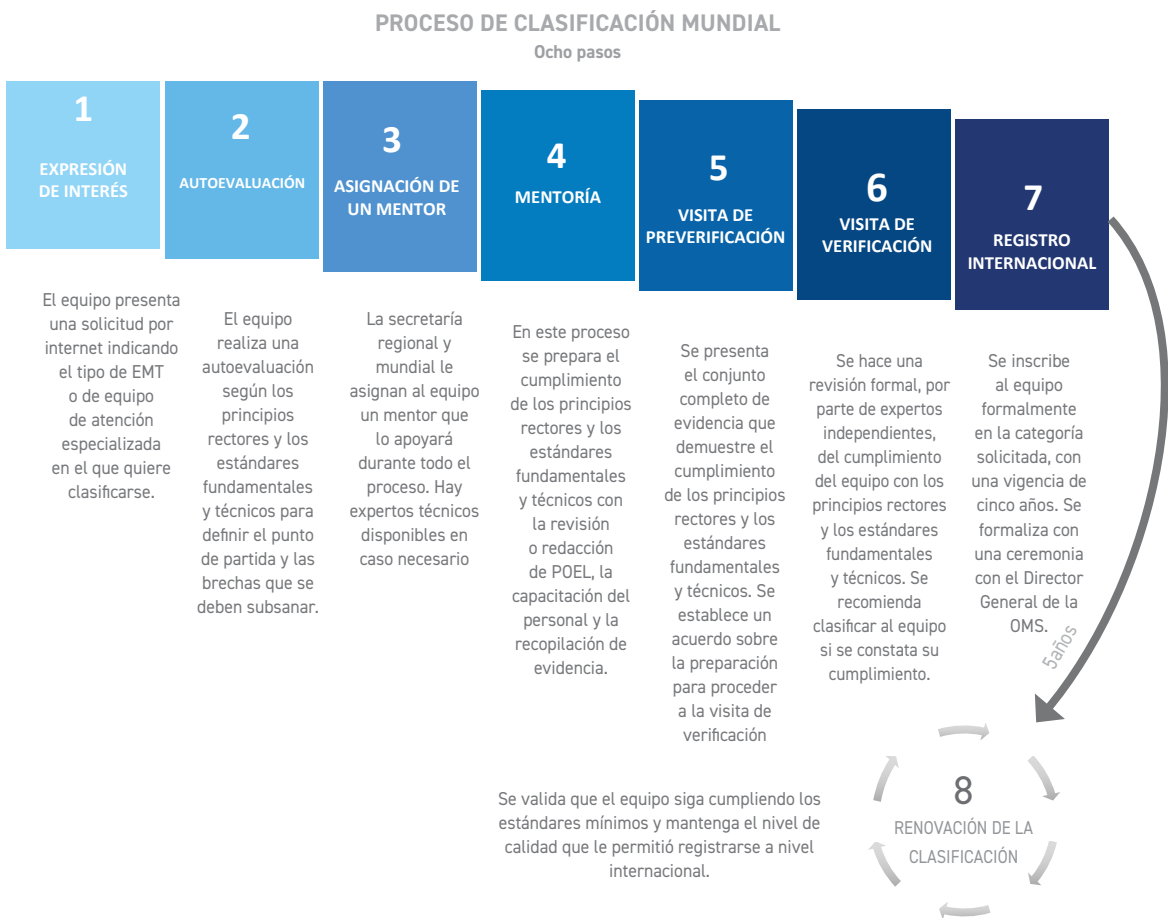 PROCESO DE CLASIFICACIÓN MUNDIAL
Ocho pasos
1
EXPRESIÓN
DE INTERÉS
El equipo presenta
una solicitud por
internet indicando
el tipo de EMT
o de equipo
de atención
especializada
en el que quiere
clasificarse.
2
AUTOEVALUACIÓN
El equipo
realiza una
autoevaluación
según los
principios
rectores y los
estándares
fundamentales
y técnicos para
definir el punto
de partida y las
brechas que se
deben subsanar.
3
ASIGNACIÓN DE
UN MENTOR
La secretaría
regional y
mundial le
asignan al equipo
un mentor que
lo apoyará
durante todo el
proceso. Hay
expertos técnicos
disponibles en
caso necesario
4
MENTORÍA
En este proceso
se prepara el
cumplimiento
de los principios
rectores y los
estándares
fundamentales
y técnicos con
la revisión
o redacción
de POEL, la
capacitación del
personal y la
recopilación de
evidencia.
5
VISITA DE
PREVERIFICACIÓN
Se presenta
el conjunto
completo de
evidencia que
demuestre el
cumplimiento
de los principios
rectores y los
estándares
fundamentales
y técnicos. Se
establece un
acuerdo sobre
la preparación
para proceder
a la visita de
verificación
6
VISITA DE
VERIFICACIÓN
Se hace una
revisión formal, por
parte de expertos
independientes,
del cumplimiento
del equipo con los
principios rectores
y los estándares
fundamentales
y técnicos. Se
recomienda
clasificar al equipo
si se constata su
cumplimiento.
7
REGISTRO
INTERNACIONAL
Se inscribe
al equipo
formalmente
en la categoría
solicitada, con
una vigencia de
cinco años. Se
formaliza con
una ceremonia
con el Director
General de la
OMS.
5años
8
RENOVACIÓN DE LA
CLASIFICACIÓN
Se valida que el equipo siga cumpliendo los
estándares mínimos y mantenga el nivel de
calidad que le permitió registrarse a nivel
internacional.